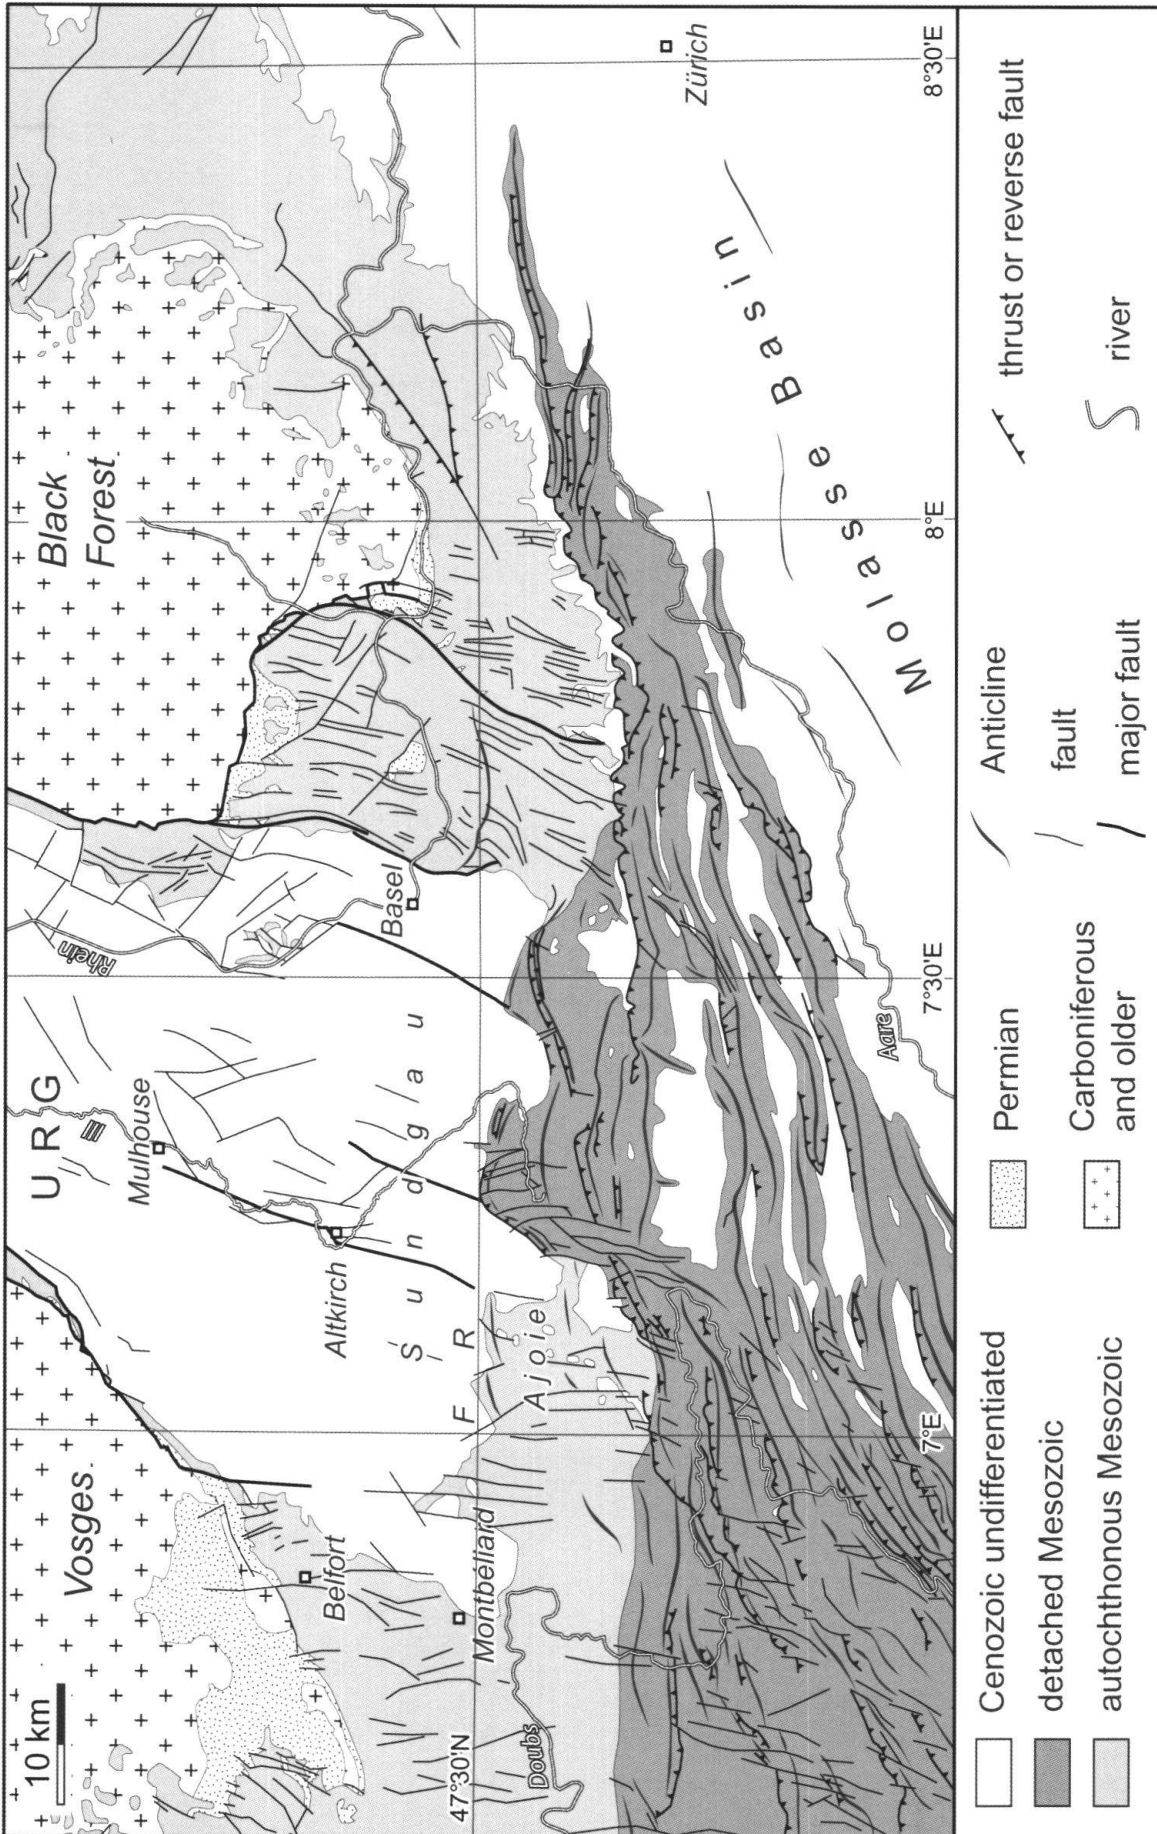 10 km
Vosges
URG
Black
Forest
Mulhouse
Rhein
Belfort
Altkirch
Basel
Sundgau
Zürich
Montbéliard
47°30'N
F R
Ajoie
Doubs
Molasse Basin
Aare
7°E
7°30'E
8°E
8°30'E
Cenozoic undifferentiated
detached Mesozoic
autochthonous Mesozoic
Permian
Carboniferous
and older
Anticline
fault
major fault
thrust or reverse fault
river